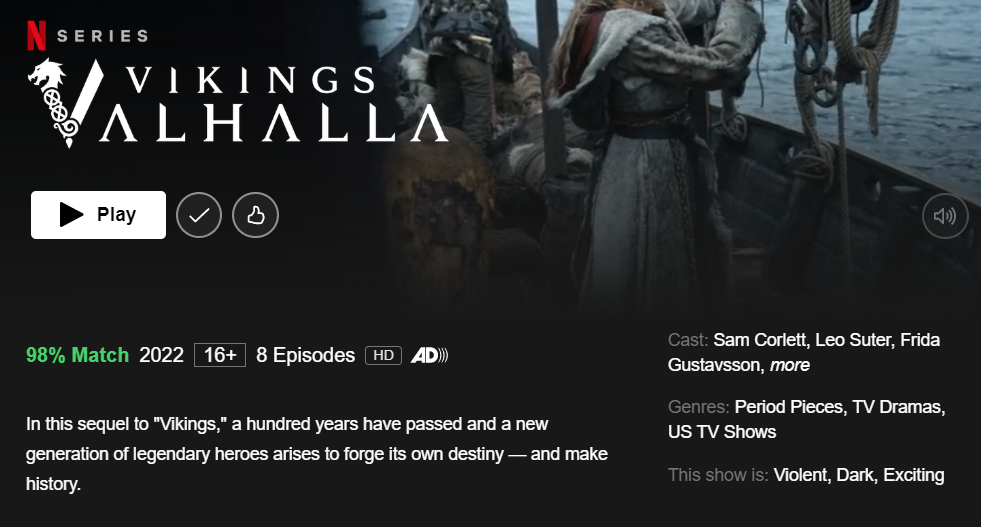 N SERIES
VIKINGS
VALHALLA
Play
98% Match 2022 16+ 8 Episodes HD AD)))
In this sequel to "Vikings," a hundred years have passed and a new
generation of legendary heroes arises to forge its own destiny — and make
history.
Cast: Sam Corlett, Leo Suter, Frida
Gustavsson, more
Genres: Period Pieces, TV Dramas,
US TV Shows
This show is: Violent, Dark, Exciting